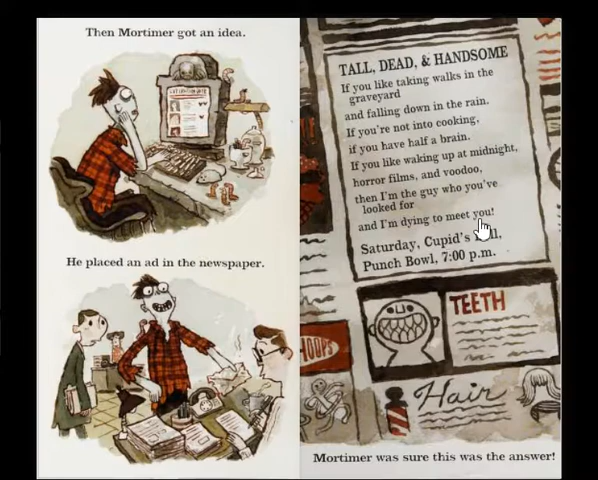 Then Mortimer got an idea.
He placed an ad in the newspaper.
TALL, DEAD, & HANDSOME
If you like taking walks in the
graveyard
and falling down in the rain.
If you're not into cooking,
if you have half a brain.
If you like waking up at midnight,
horror films, and voodoo,
then I'm the guy who you've
looked for
and I'm dying to meet you!
Saturday, Cupid's
Punch Bowl, 7:00 p.m.
TEETH
HOOPS
Hair
Mortimer was sure this was the answer!